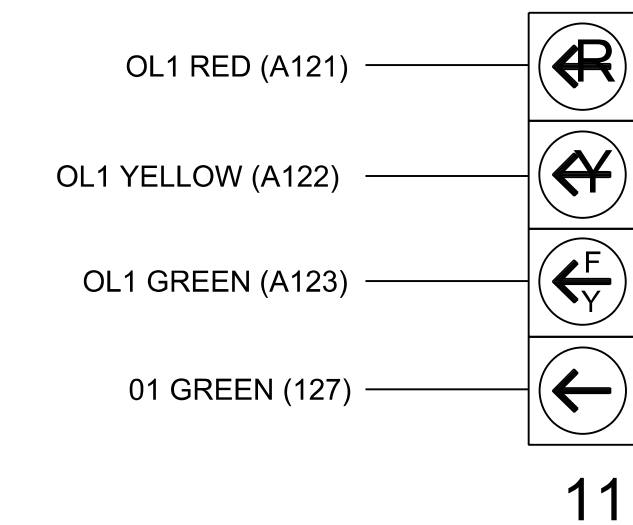 OL1 RED (A121)
R
OL1 YELLOW (A122)
Y
OL1 GREEN (A123)
F
Y
01 GREEN (127)
11